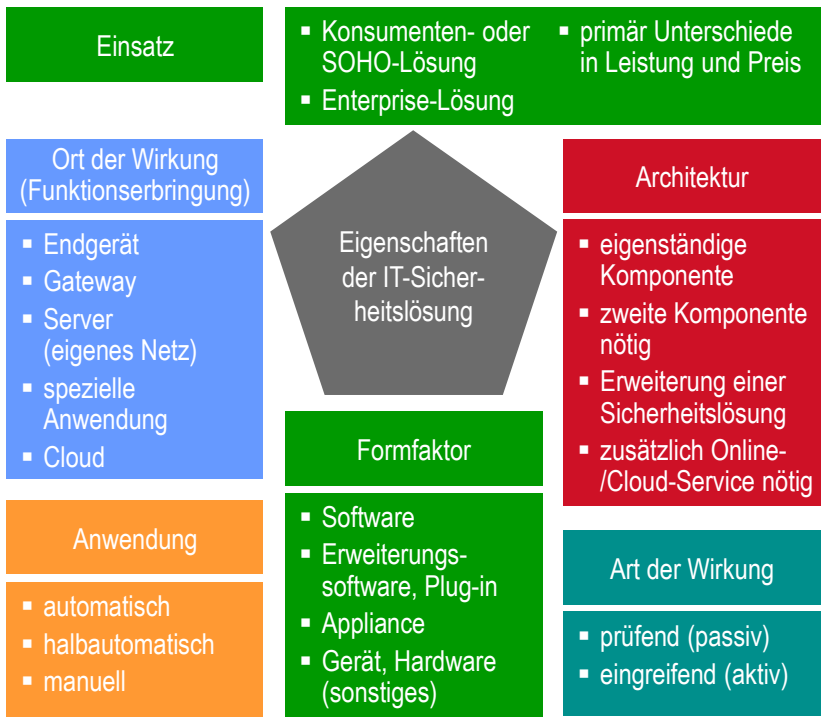 Einsatz
▪ Konsumenten- oder
SOHO-Lösung
▪ Enterprise-Lösung
▪ primär Unterschiede
in Leistung und Preis
Ort der Wirkung
(Funktionserbringung)
▪ Endgerät
▪ Gateway
▪ Server
(eigenes Netz)
▪ spezielle
Anwendung
▪ Cloud
Eigenschaften
der IT-Sicher-
heitslösung
Architektur
▪ eigenständige
Komponente
▪ zweite Komponente
nötig
▪ Erweiterung einer
Sicherheitslösung
▪ zusätzlich Online-
/Cloud-Service nötig
Anwendung
▪ automatisch
▪ halbautomatisch
▪ manuell
Formfaktor
▪ Software
▪ Erweiterungs-
software, Plug-in
▪ Appliance
▪ Gerät, Hardware
(sonstiges)
Art der Wirkung
▪ prüfend (passiv)
▪ eingreifend (aktiv)